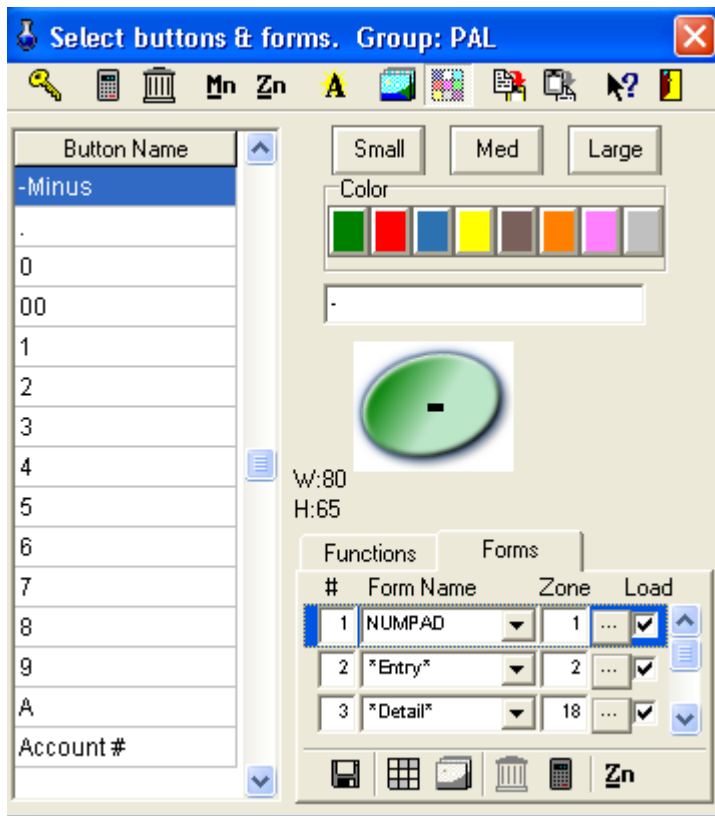 Select buttons & forms. Group: PAL
Mn Zn A ?
Button Name
-Minus
.
0
00
1
2
3
4
5
6
7
8
9
A
Account #
Small Med Large
Color
-
-
W:80
H:65
Functions Forms
# Form Name Zone Load
1 NUMPAD 1 ...
2 *Entry* 2 ...
3 *Detail* 18 ...
Zn